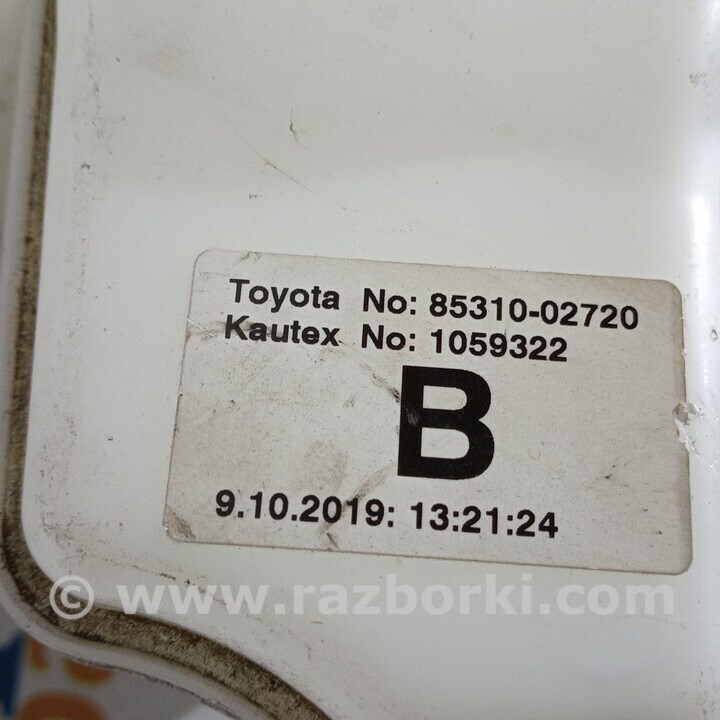 Toyota No: 85310-02720
Kautex No: 1059322
B
9.10.2019: 13:21:24
© www.razborki.com